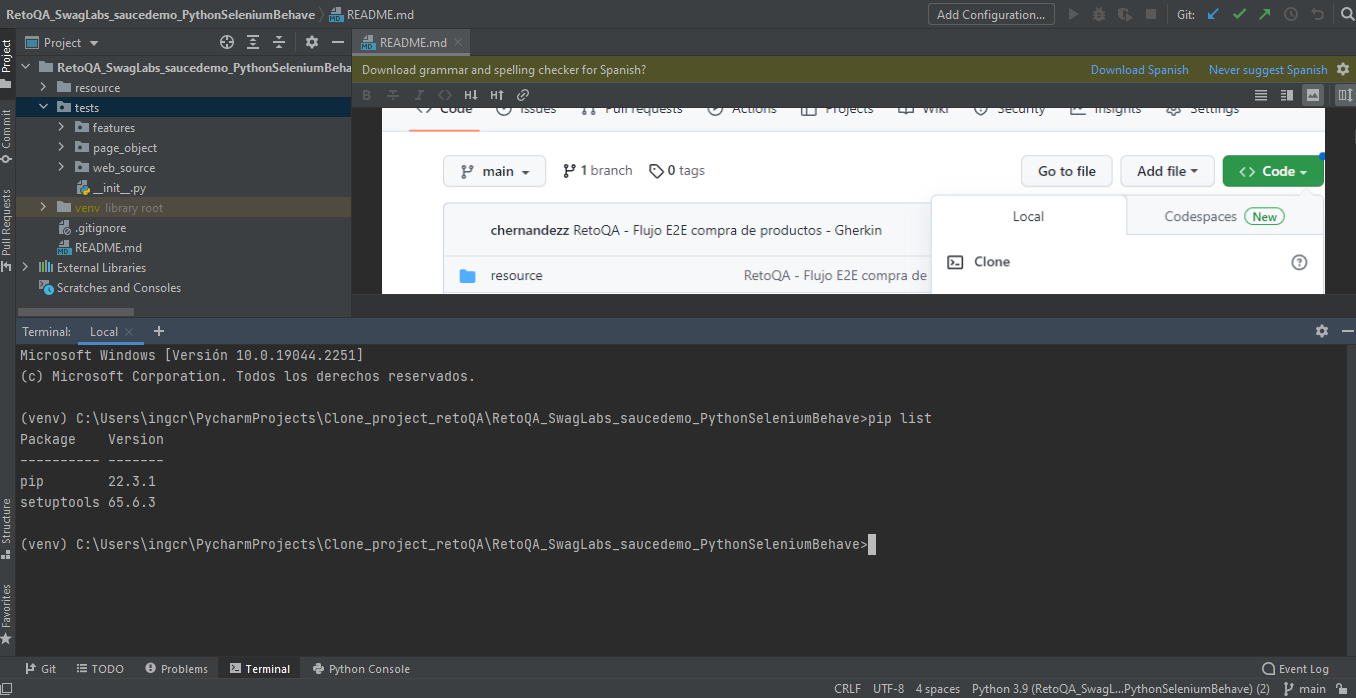 RetoQA_SwagLabs_saucedemo_PythonSeleniumBehave README.md
Add Configuration...
Git:
Project
README.md
Download grammar and spelling checker for Spanish?
Download Spanish
Never suggest Spanish
RetoQA_SwagLabs_saucedemo_PythonSeleniumBeha
resource
tests
features
page_object
web_source
__init__.py
venv library root
.gitignore
README.md
External Libraries
Scratches and Consoles
Project
Commit
Pull Requests
Structure
Favorites
B I H↓ H↑
Code Issues Pull requests Actions Projects Wiki Security Insights Settings
main
1 branch
0 tags
Go to file
Add file
Code
Local
Codespaces New
Clone
chernandezz RetoQA - Flujo E2E compra de productos - Gherkin
resource
RetoQA - Flujo E2E compra de
Terminal: Local
Microsoft Windows [Versión 10.0.19044.2251]
(c) Microsoft Corporation. Todos los derechos reservados.
(venv) C:\Users\ingcr\PycharmProjects\Clone_project_retoQA\RetoQA_SwagLabs_saucedemo_PythonSeleniumBehave>pip list
Package    Version
---------- -------
pip        22.3.1
setuptools 65.6.3
(venv) C:\Users\ingcr\PycharmProjects\Clone_project_retoQA\RetoQA_SwagLabs_saucedemo_PythonSeleniumBehave>
Git TODO Problems Terminal Python Console
Event Log
CRLF UTF-8 4 spaces Python 3.9 (RetoQA_SwagL...PythonSeleniumBehave) (2) main